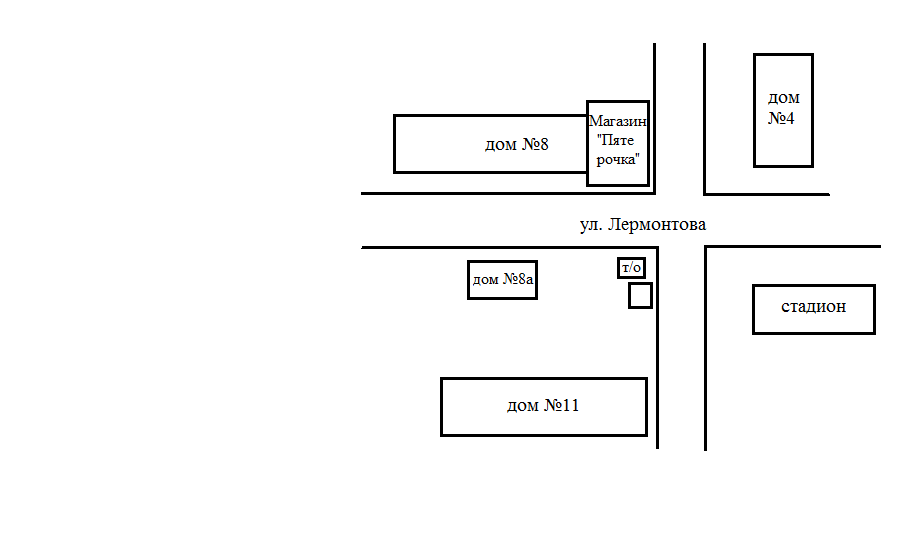 дом
№4
Магазин
"Пяте
рочка"
дом №8
ул. Лермонтова
т/о
дом №8а
стадион
дом №11